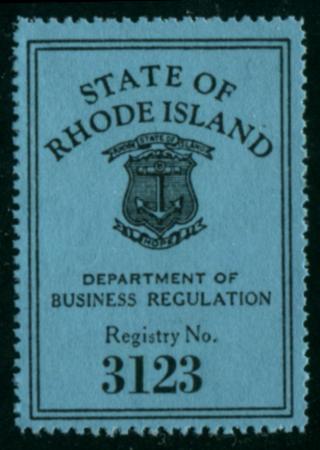 STATE OF
RHODE ISLAND
STATE OF
HOPE
DEPARTMENT OF
BUSINESS REGULATION
Registry No.
3123